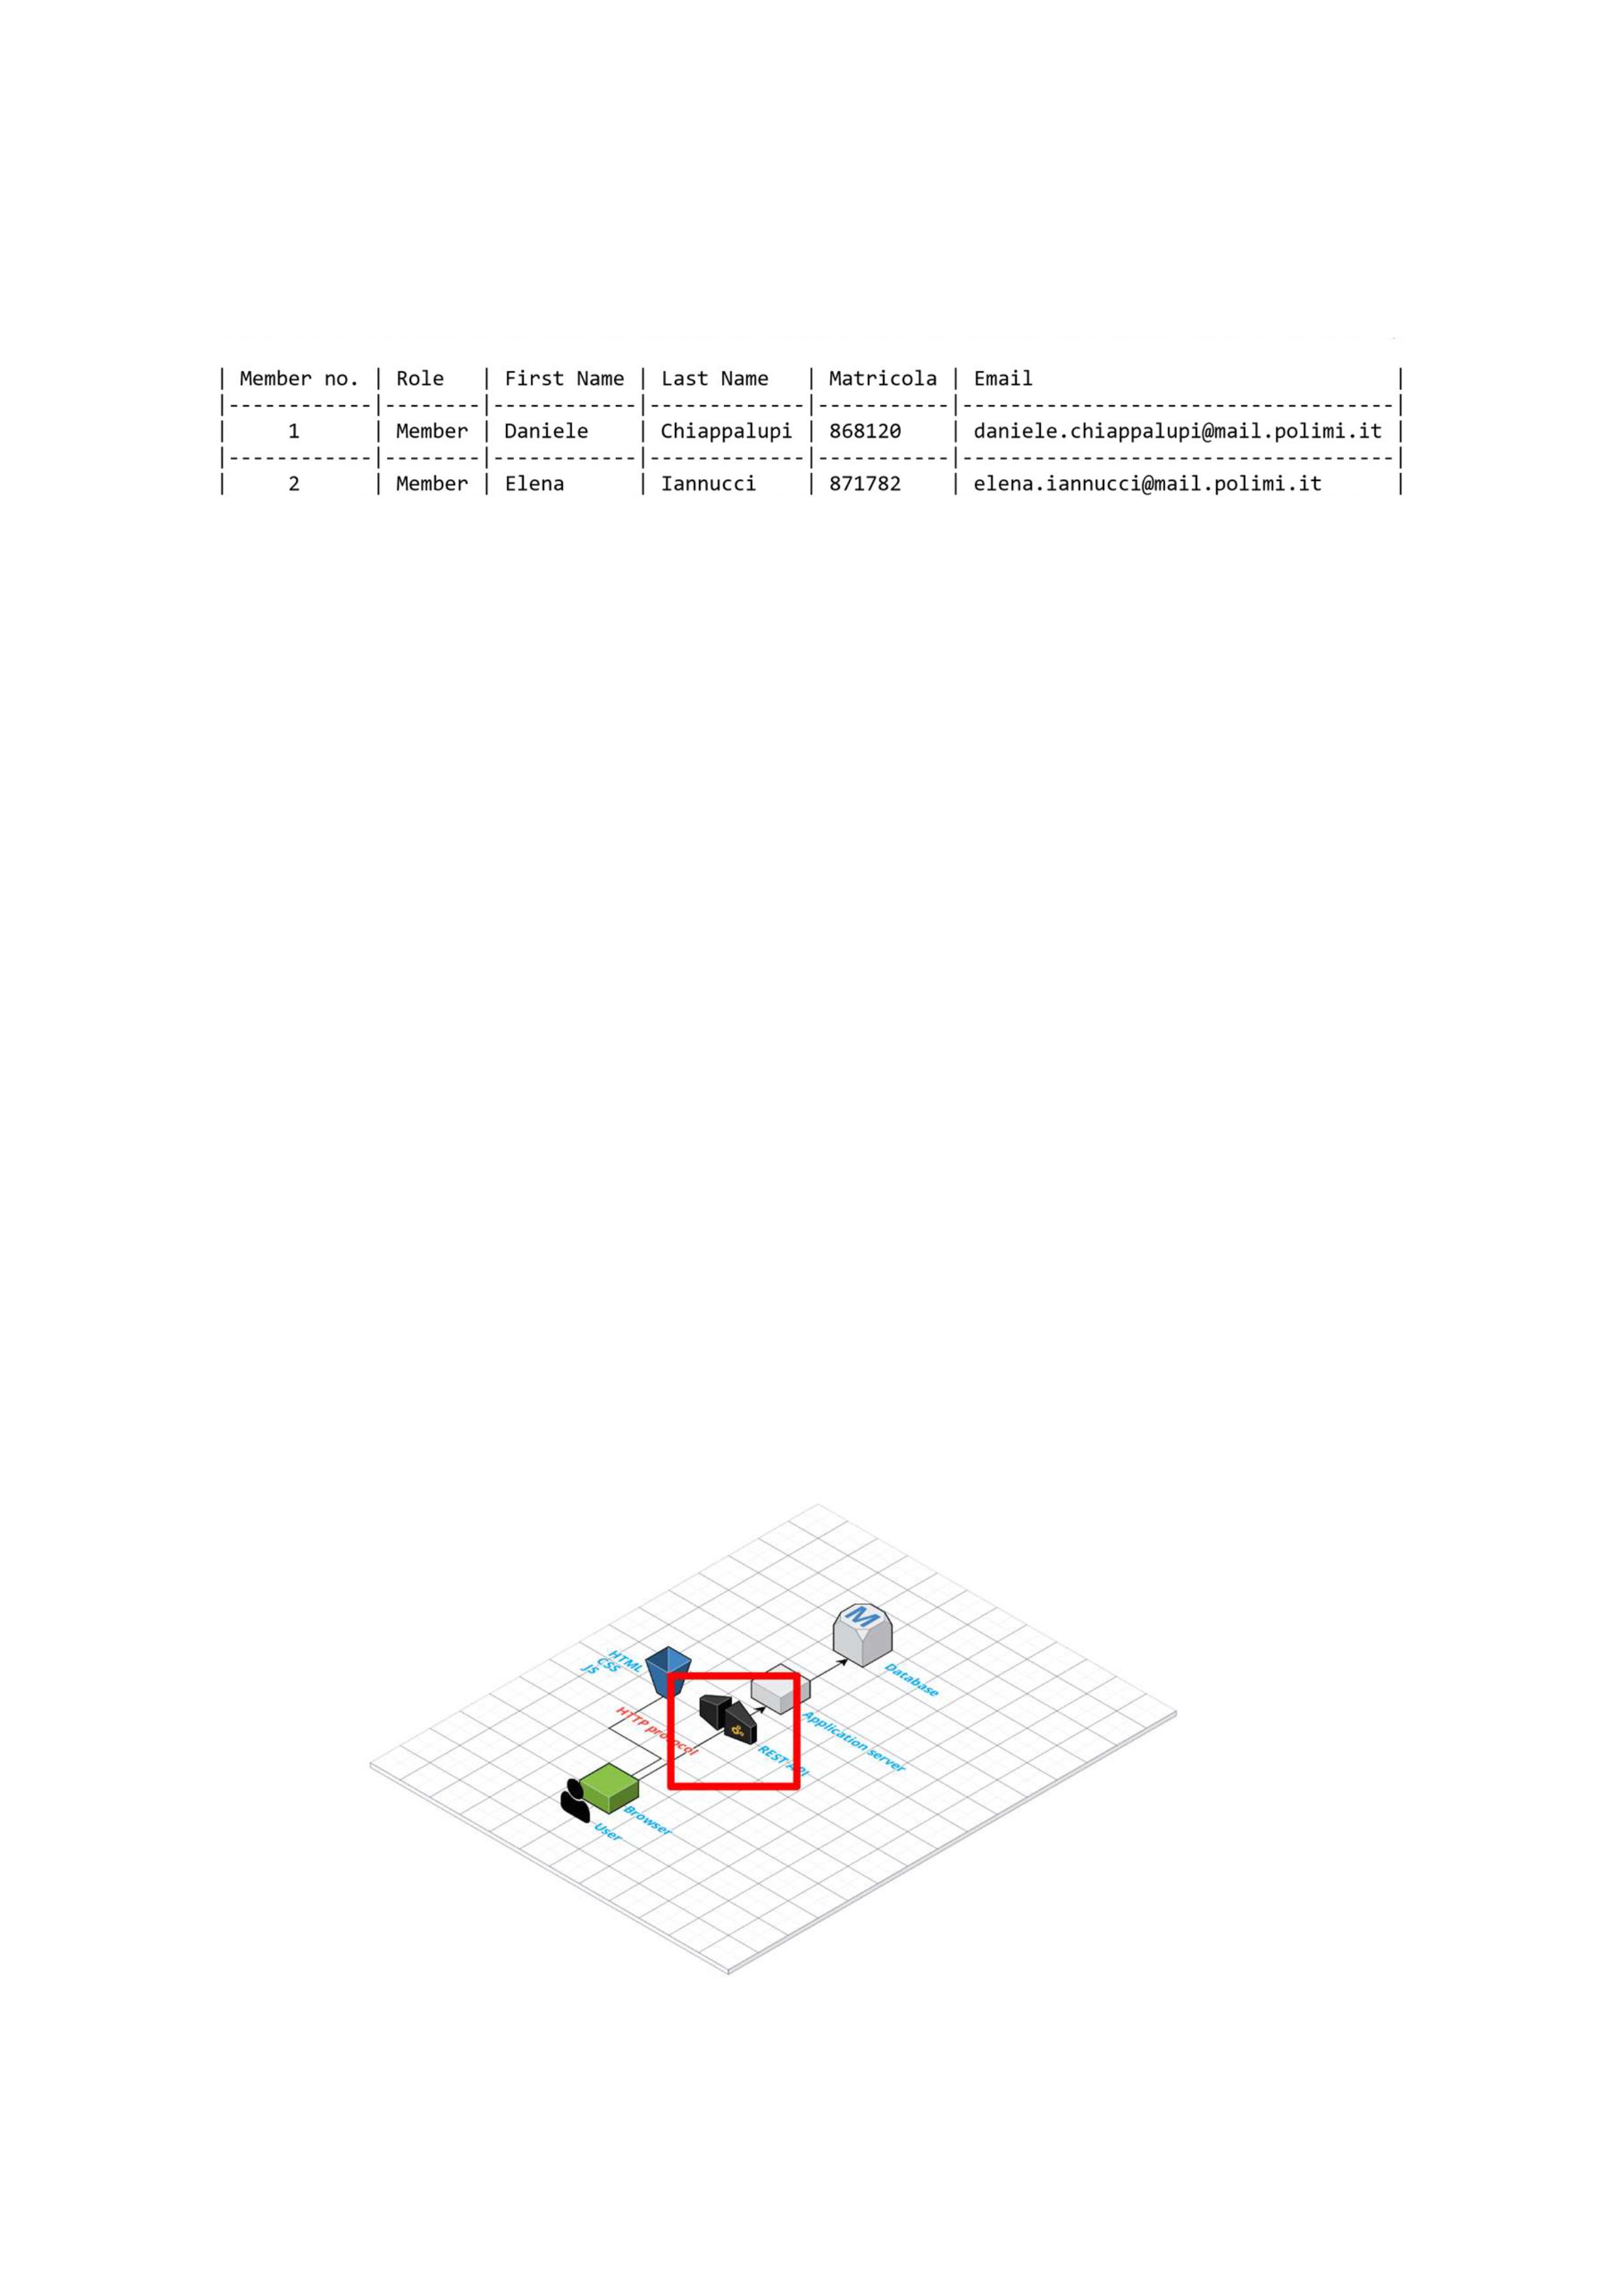 | Member no. | Role   | First Name | Last Name   | Matricola | Email                              |
|------------|--------|------------|-------------|-----------|------------------------------------|
|     1      | Member | Daniele    | Chiappalupi | 868120    | daniele.chiappalupi@mail.polimi.it |
|------------|--------|------------|-------------|-----------|------------------------------------|
|     2      | Member | Elena      | Iannucci    | 871782    | elena.iannucci@mail.polimi.it      |
M
Database
HTML
CSS
JS
HTTP protocol
Application server
REST API
Browser
User